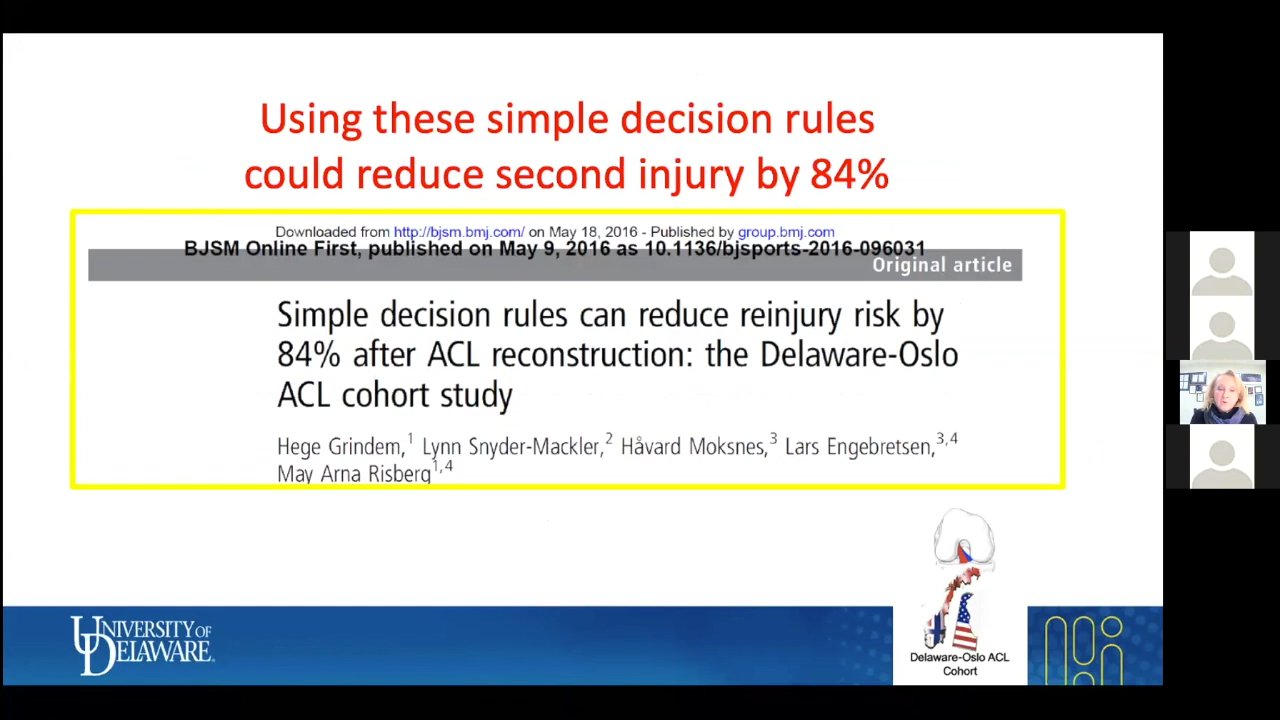 Using these simple decision rules
could reduce second injury by 84%
Downloaded from http://bjsm.bmj.com/ on May 18, 2016 - Published by group.bmj.com
BJSM Online First, published on May 9, 2016 as 10.1136/bjsports-2016-096031
Original article
Simple decision rules can reduce reinjury risk by
84% after ACL reconstruction: the Delaware-Oslo
ACL cohort study
Hege Grindem,1 Lynn Snyder-Mackler,2 Håvard Moksnes,3 Lars Engebretsen,3,4
May Arna Risberg1,4
UNIVERSITY OF
DELAWARE.
Delaware-Oslo ACL
Cohort